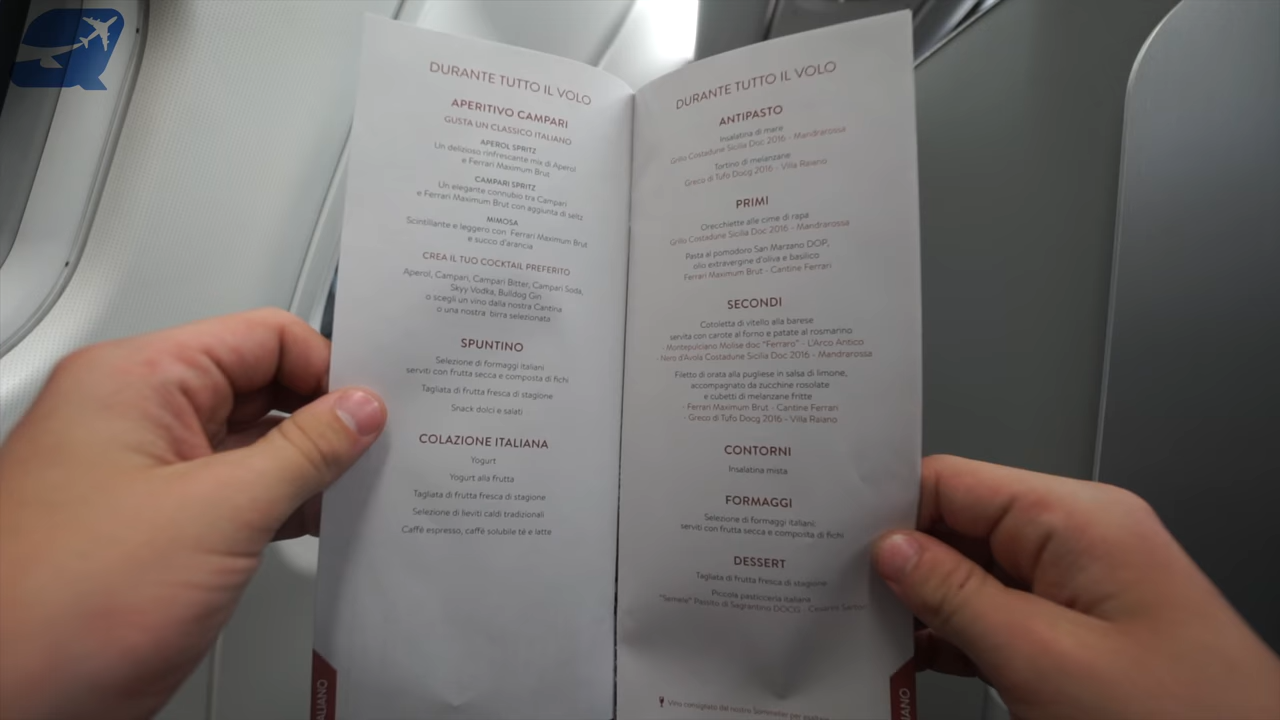 DURANTE TUTTO IL VOLO
APERITIVO CAMPARI
GUSTA UN CLASSICO ITALIANO
APEROL SPRITZ
Un delizioso rinfrescante mix di Aperol
e Ferrari Maximum Brut
CAMPARI SPRITZ
Un elegante connubio tra Campari
e Ferrari Maximum Brut con aggiunta di seltz
MIMOSA
Scintillante e leggero con Ferrari Maximum Brut
e succo d'arancia
CREA IL TUO COCKTAIL PREFERITO
Aperol, Campari, Campari Bitter, Campari Soda,
Skyy Vodka, Bulldog Gin
o scegli un vino dalla nostra Cantina
o una nostra birra selezionata
SPUNTINO
Selezione di formaggi italiani
serviti con frutta secca e composta di fichi
Tagliata di frutta fresca di stagione
Snack dolci e salati
COLAZIONE ITALIANA
Yogurt
Yogurt alla frutta
Tagliata di frutta fresca di stagione
Selezione di lieviti caldi tradizionali
Caffè espresso, caffè solubile tè e latte
ALIANO
DURANTE TUTTO IL VOLO
ANTIPASTO
Insalatina di mare
Grillo Costadune Sicilia Doc 2016 - Mandrarossa
Tortino di melanzane
Greco di Tufo Docg 2016 - Villa Raiano
PRIMI
Orecchiette alle cime di rapa
Grillo Costadune Sicilia Doc 2016 - Mandrarossa
Pasta al pomodoro San Marzano DOP,
olio extravergine d'oliva e basilico
Ferrari Maximum Brut - Cantine Ferrari
SECONDI
Cotoletta di vitello alla barese
servita con carote al forno e patate al rosmarino
- Montepulciano Molise doc "Ferraro" - L'Arco Antico
- Nero d'Avola Costadune Sicilia Doc 2016 - Mandrarossa
Filetto di orata alla pugliese in salsa di limone,
accompagnato da zucchine rosolate
e cubetti di melanzane fritte
- Ferrari Maximum Brut - Cantine Ferrari
- Greco di Tufo Docg 2016 - Villa Raiano
CONTORNI
Insalatina mista
FORMAGGI
Selezione di formaggi italiani
serviti con frutta secca e composta di fichi
DESSERT
Tagliata di frutta fresca di stagione
Piccola pasticceria italiana
Passito di Sagrantino DOCG -
Vino consigliato dal nostro Sommelier per
IANO